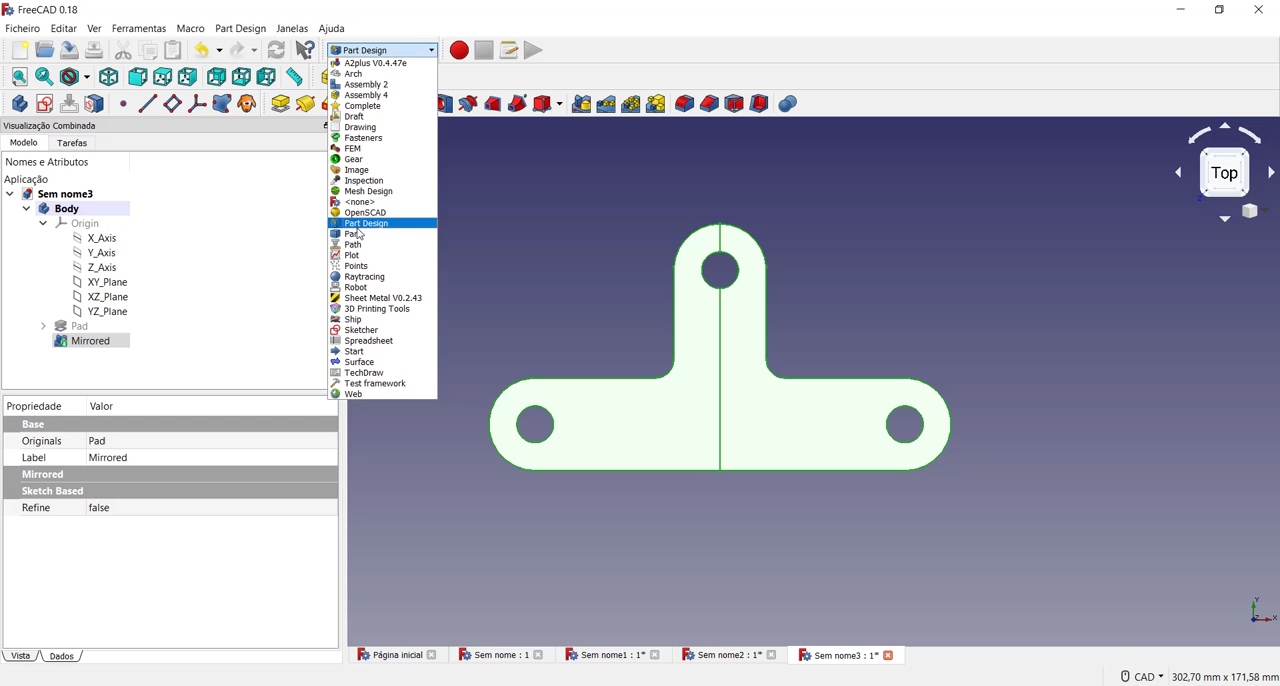 FreeCAD 0.18
Ficheiro Editar Ver Ferramentas Macro Part Design Janelas Ajuda
Part Design
A2plus V0.4.47e
Arch
Assembly 2
Assembly 4
Complete
Draft
Drawing
Fasteners
FEM
Gear
Image
Inspection
Mesh Design
<none>
OpenSCAD
Part Design
Path
Plot
Points
Raytracing
Robot
Sheet Metal V0.2.43
3D Printing Tools
Ship
Sketcher
Spreadsheet
Start
Surface
TechDraw
Test framework
Web
Visualização Combinada
Modelo Tarefas
Nomes e Atributos
Aplicação
Sem nome3
Body
Origin
X_Axis
Y_Axis
Z_Axis
XY_Plane
XZ_Plane
YZ_Plane
Pad
Mirrored
Propriedade Valor
Base
Originals Pad
Label Mirrored
Mirrored
Sketch Based
Refine false
Vista Dados
Top
Z
Y
X
Página inicial Sem nome : 1 Sem nome1 : 1* Sem nome2 : 1* Sem nome3 : 1*
CAD 302,70 mm x 171,58 mm